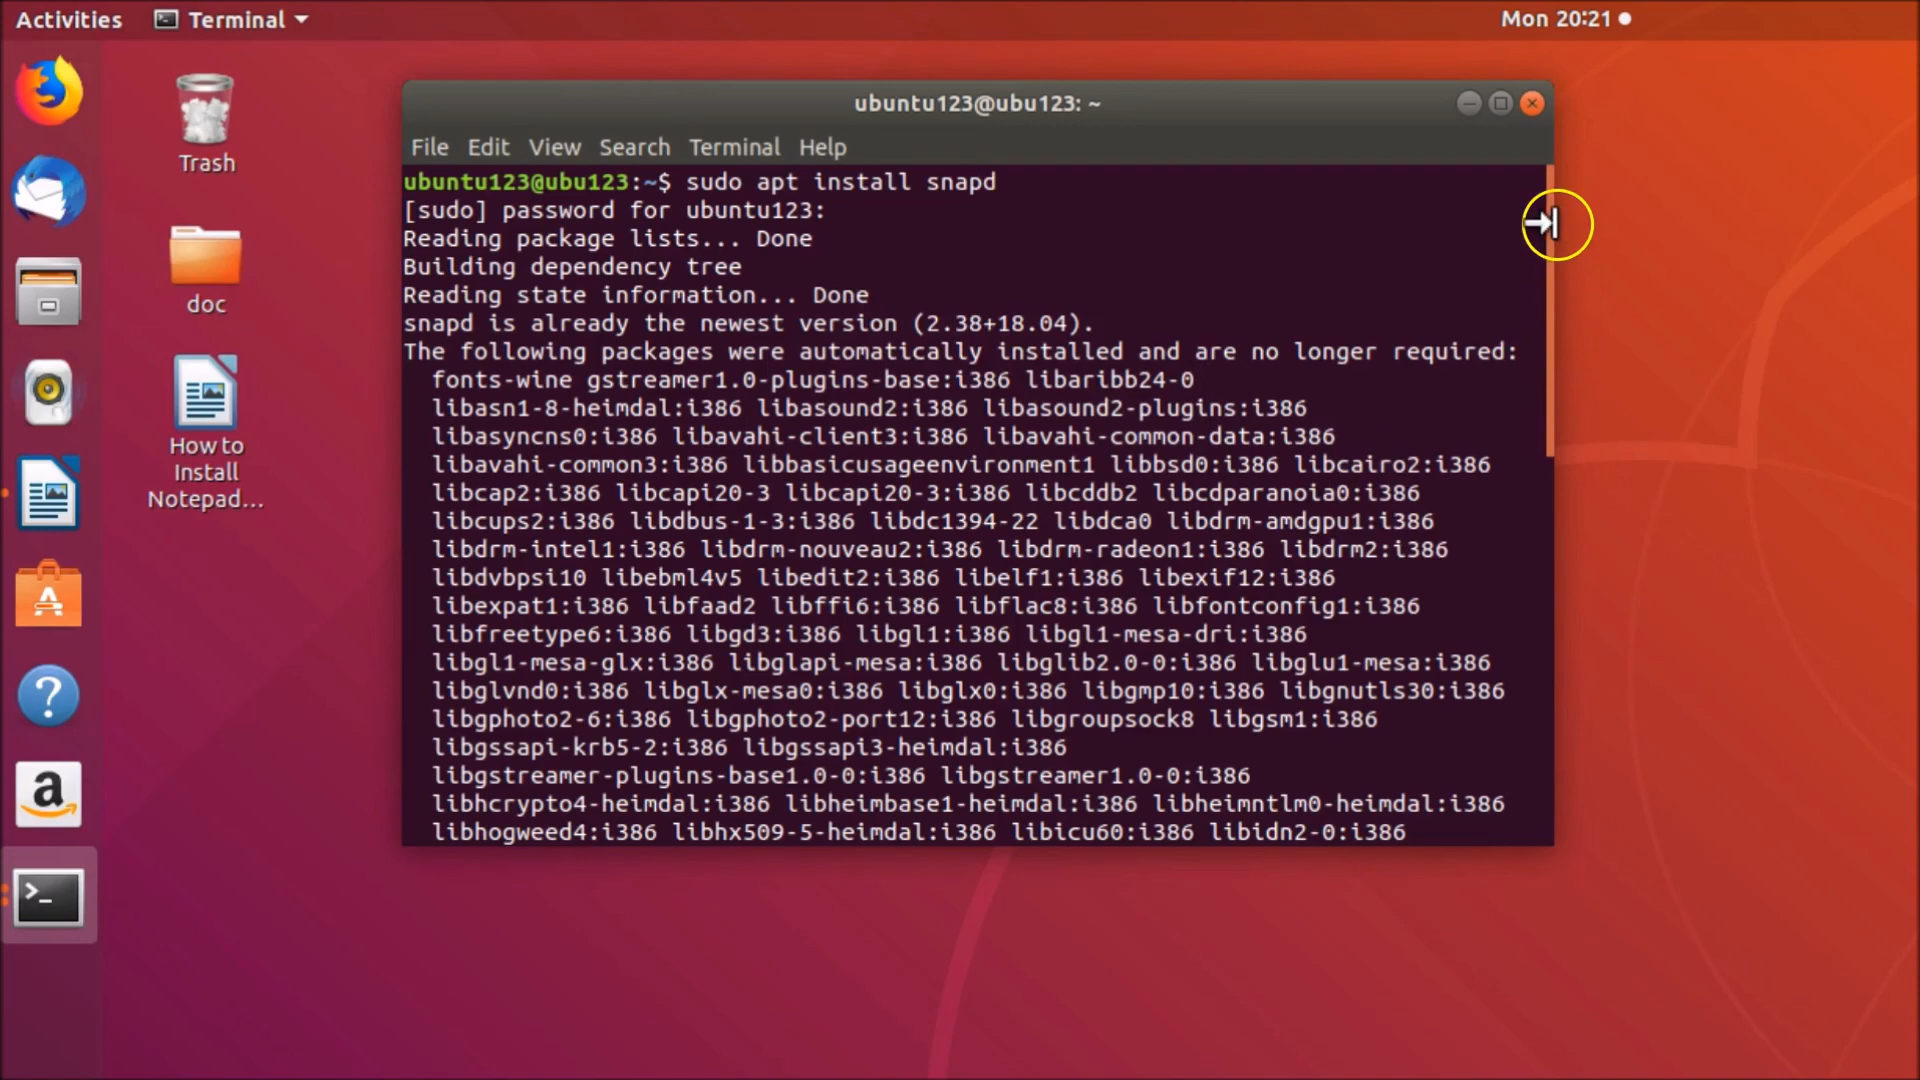 Activities
Terminal
Mon 20:21
Trash
doc
How to
Install
Notepad...
ubuntu123@ubu123: ~
File Edit View Search Terminal Help
ubuntu123@ubu123:~$ sudo apt install snapd
[sudo] password for ubuntu123:
Reading package lists... Done
Building dependency tree
Reading state information... Done
snapd is already the newest version (2.38+18.04).
The following packages were automatically installed and are no longer required:
fonts-wine gstreamer1.0-plugins-base:i386 libaribb24-0
libasn1-8-heimdal:i386 libasound2:i386 libasound2-plugins:i386
libasyncns0:i386 libavahi-client3:i386 libavahi-common-data:i386
libavahi-common3:i386 libbasicusageenvironment1 libbsd0:i386 libcairo2:i386
libcap2:i386 libcapi20-3 libcapi20-3:i386 libcddb2 libcdparanoia0:i386
libcups2:i386 libdbus-1-3:i386 libdc1394-22 libdca0 libdrm-amdgpu1:i386
libdrm-intel1:i386 libdrm-nouveau2:i386 libdrm-radeon1:i386 libdrm2:i386
libdvbpsi10 libebml4v5 libedit2:i386 libelf1:i386 libexif12:i386
libexpat1:i386 libfaad2 libffi6:i386 libflac8:i386 libfontconfig1:i386
libfreetype6:i386 libgd3:i386 libgl1:i386 libgl1-mesa-dri:i386
libgl1-mesa-glx:i386 libglapi-mesa:i386 libglib2.0-0:i386 libglu1-mesa:i386
libglvnd0:i386 libglx-mesa0:i386 libglx0:i386 libgmp10:i386 libgnutls30:i386
libgphoto2-6:i386 libgphoto2-port12:i386 libgroupsock8 libgsm1:i386
libgssapi-krb5-2:i386 libgssapi3-heimdal:i386
libgstreamer-plugins-base1.0-0:i386 libgstreamer1.0-0:i386
libhcrypto4-heimdal:i386 libheimbase1-heimdal:i386 libheimntlm0-heimdal:i386
libhogweed4:i386 libhx509-5-heimdal:i386 libicu60:i386 libidn2-0:i386